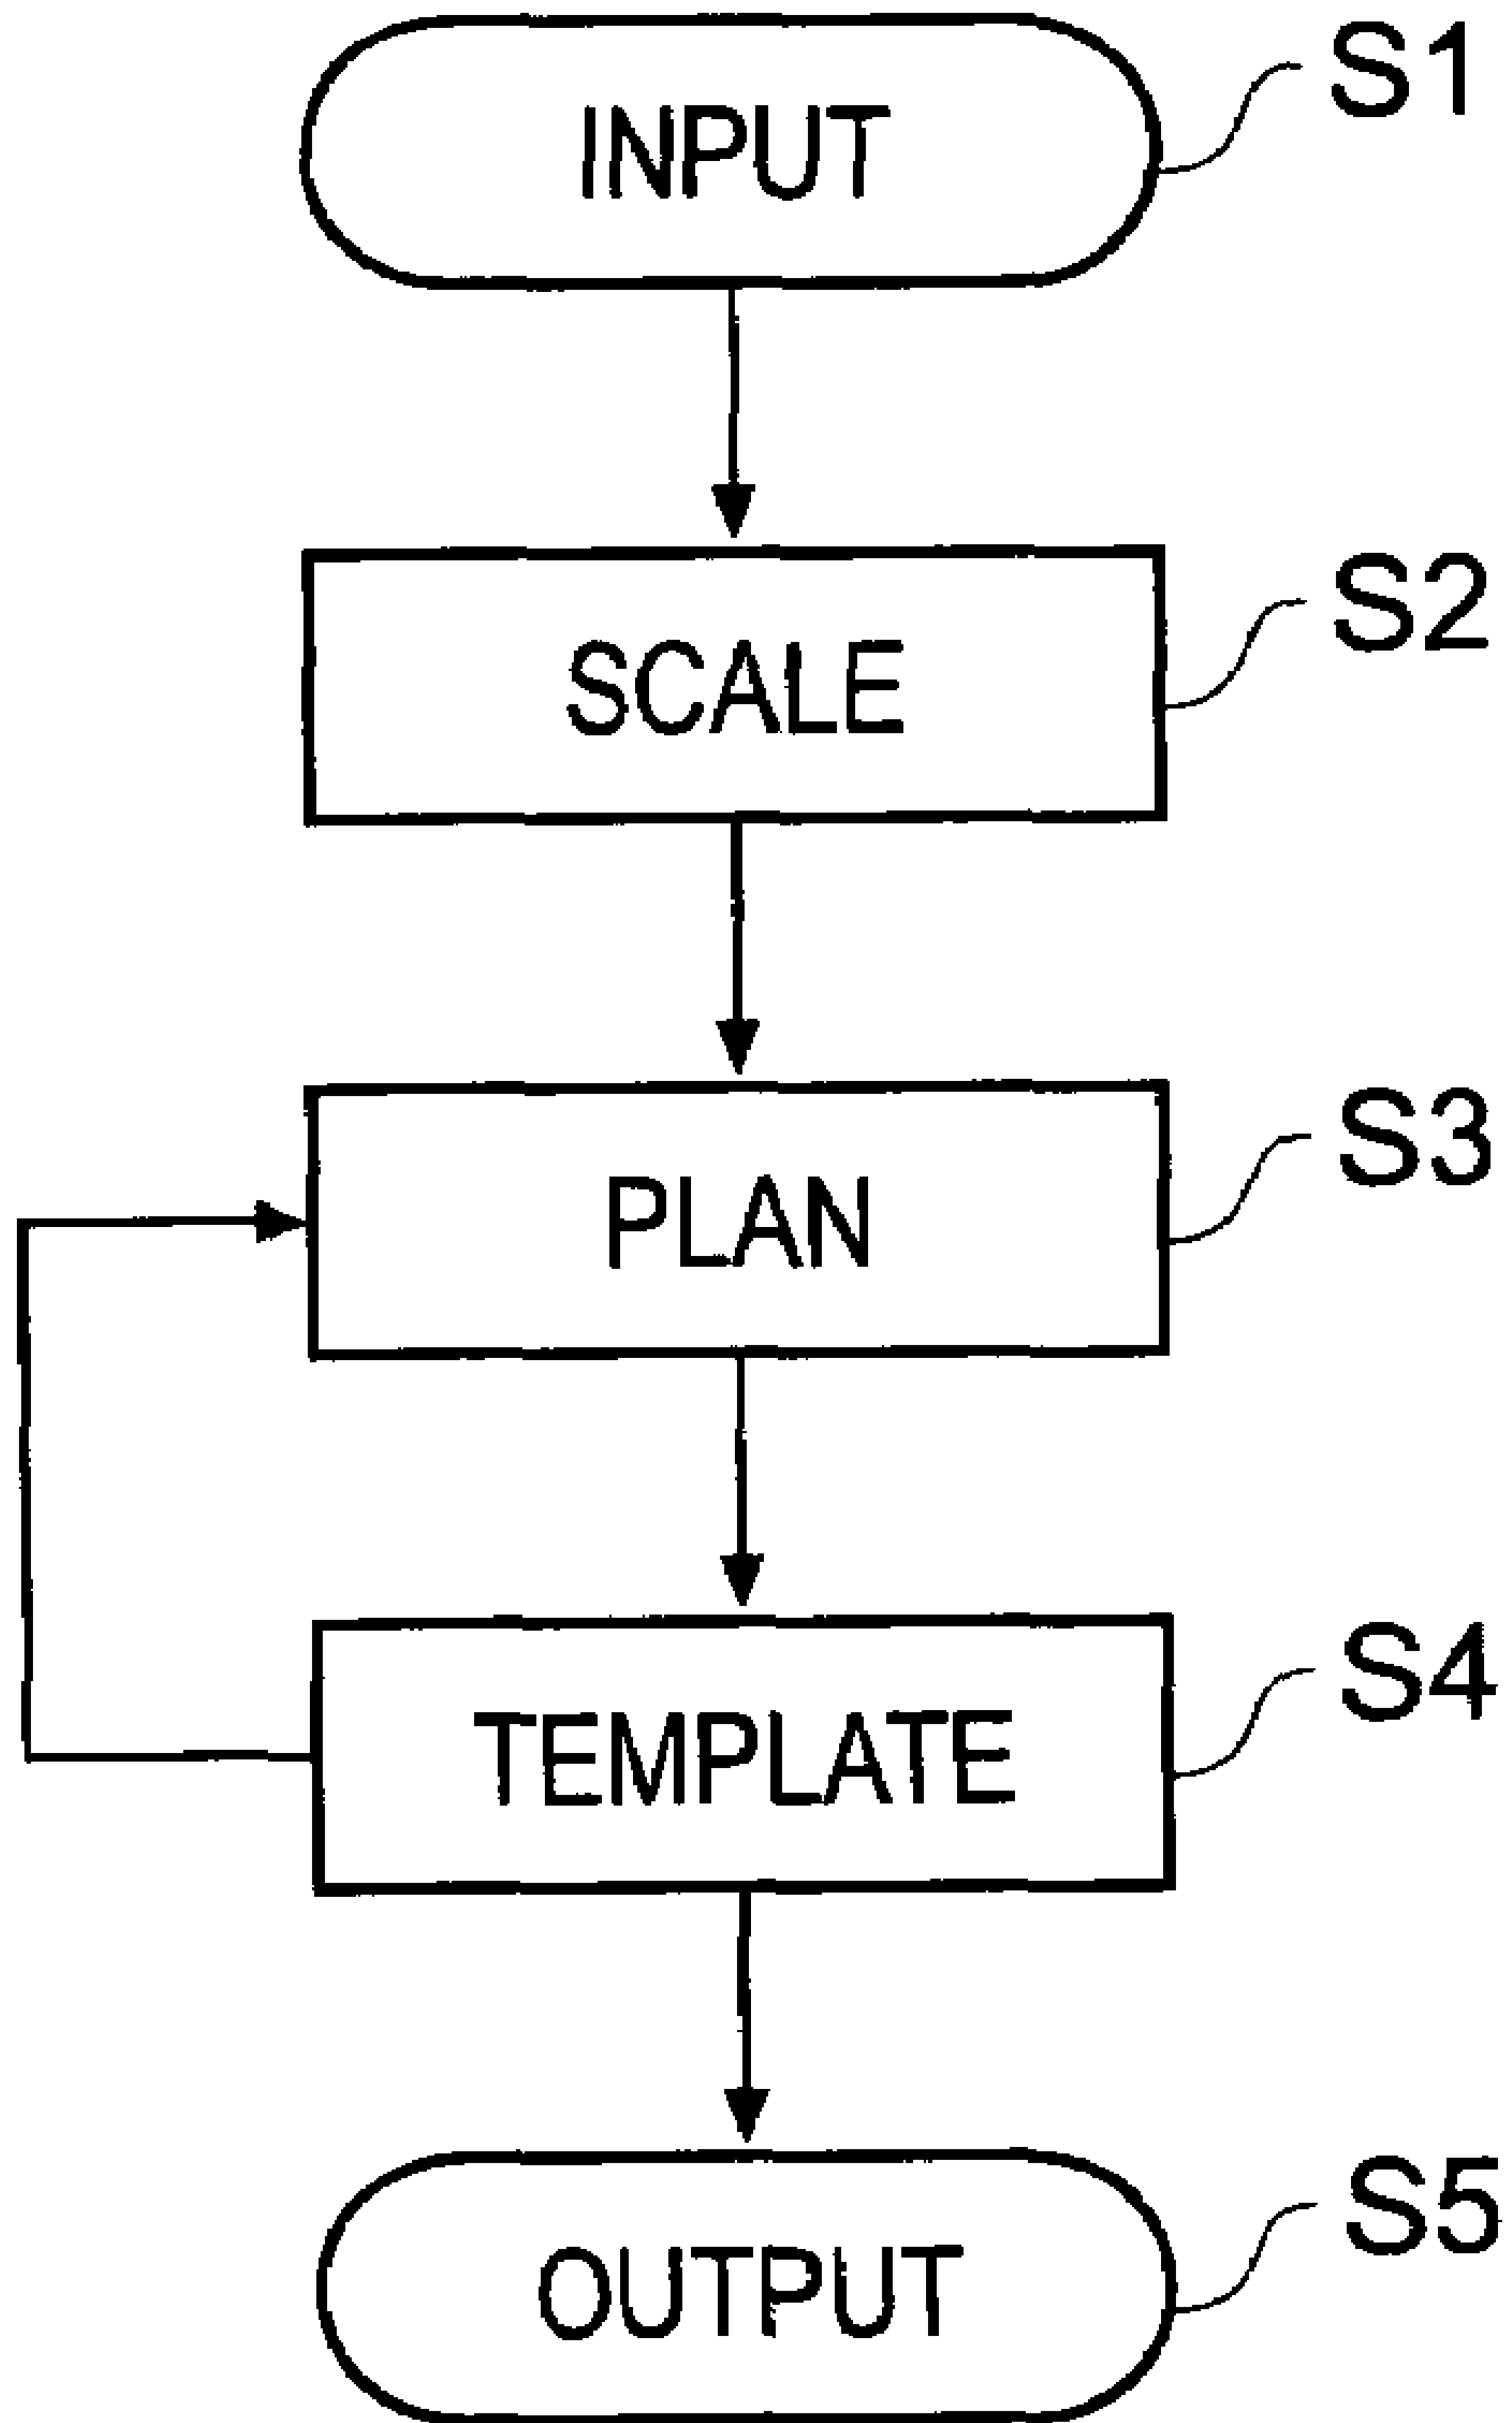 INPUT S1
SCALE S2
PLAN S3
TEMPLATE S4
OUTPUT S5